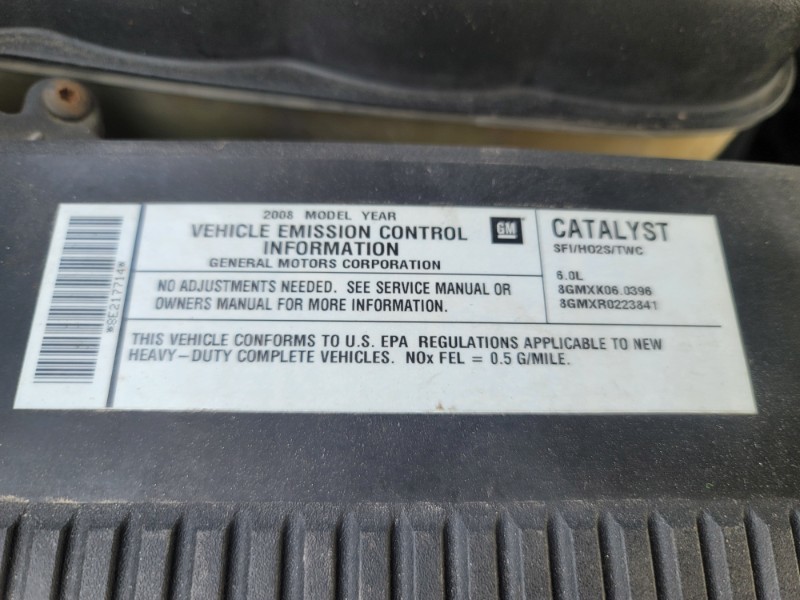 *8E217714*
2008 MODEL YEAR
VEHICLE EMISSION CONTROL
INFORMATION
GENERAL MOTORS CORPORATION
GM
NO ADJUSTMENTS NEEDED. SEE SERVICE MANUAL OR
OWNERS MANUAL FOR MORE INFORMATION.
CATALYST
SFI/HO2S/TWC
6.0L
8GMXK06.0396
8GMXR0223841
THIS VEHICLE CONFORMS TO U.S. EPA REGULATIONS APPLICABLE TO NEW
HEAVY-DUTY COMPLETE VEHICLES. NOx FEL = 0.5 G/MILE.